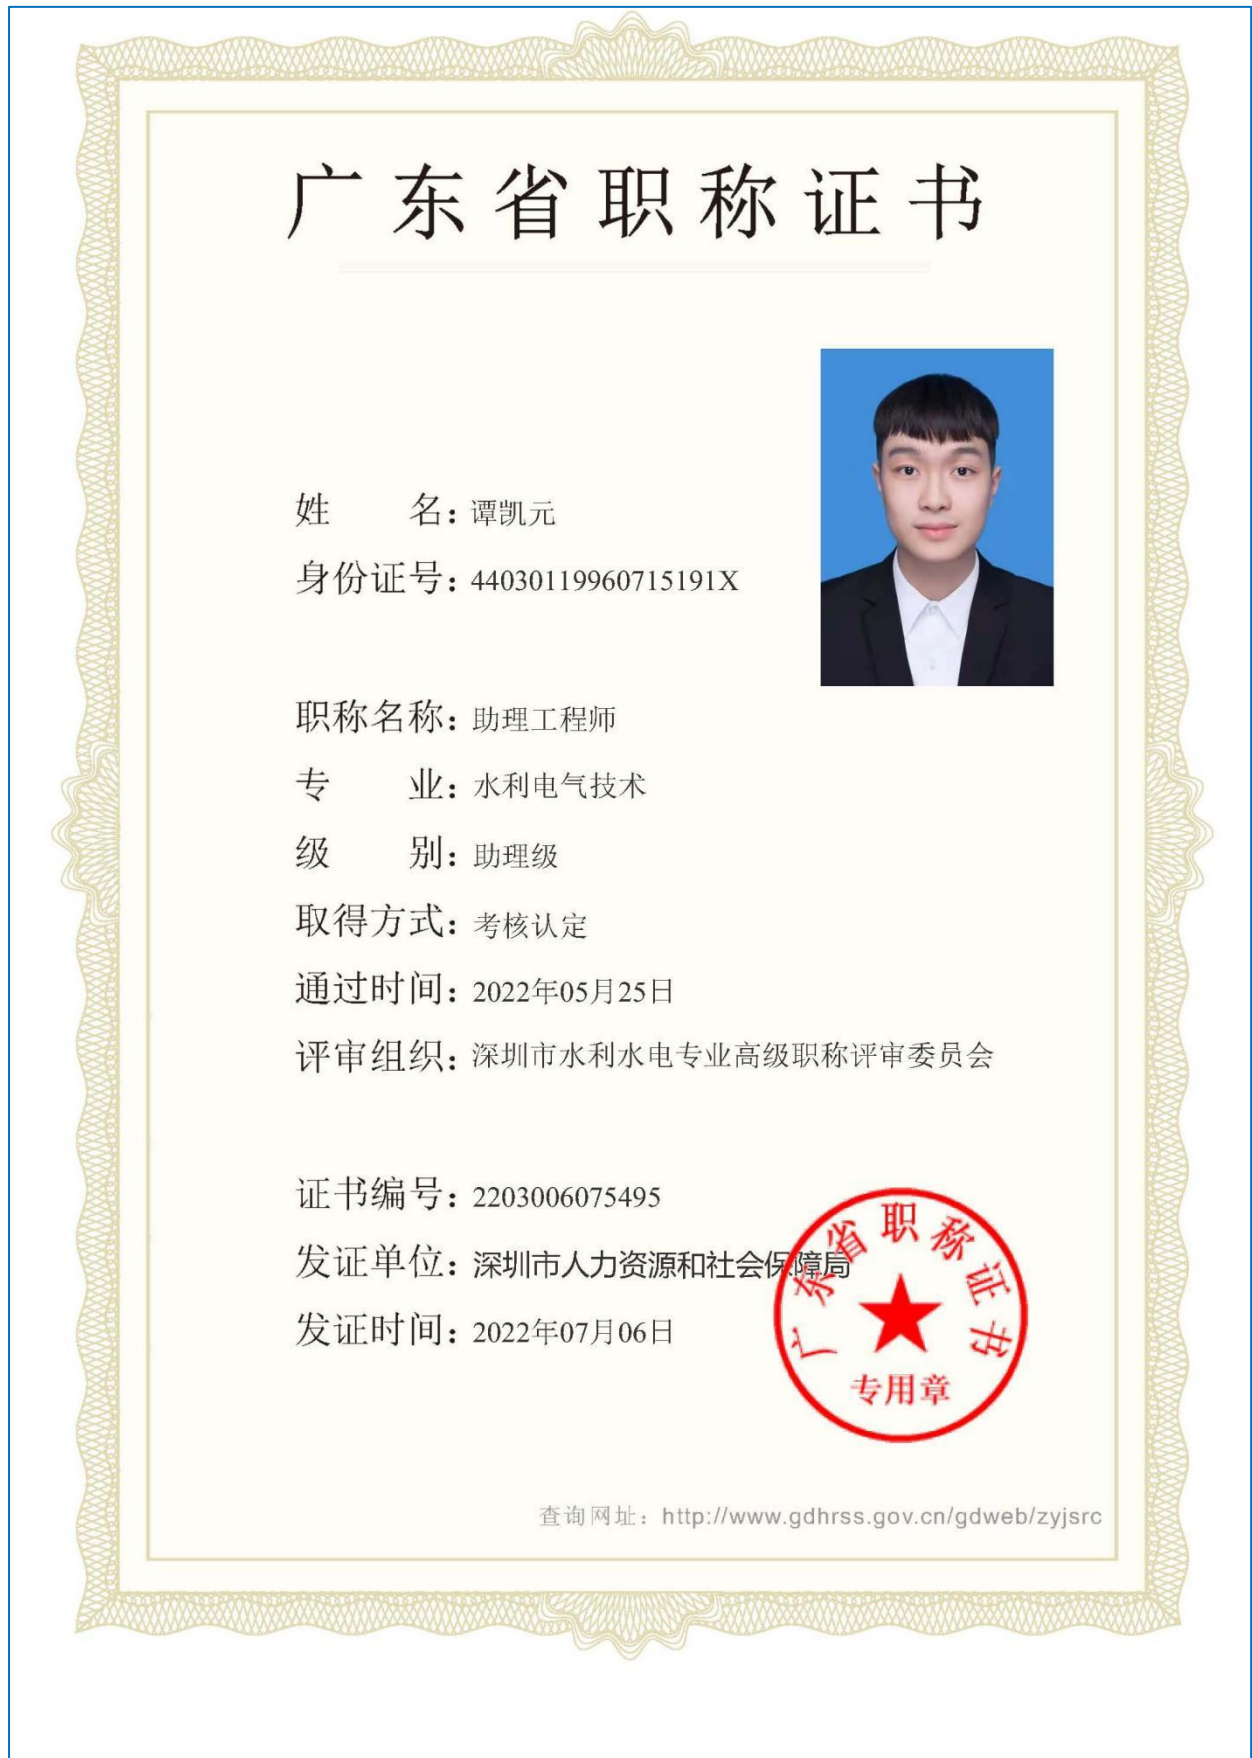 广东省职称证书
姓 名：谭凯元
身份证号：44030119960715191X
职称名称：助理工程师
专 业：水利电气技术
级 别：助理级
取得方式：考核认定
通过时间：2022年05月25日
评审组织：深圳市水利水电专业高级职称评审委员会
证书编号：2203006075495
发证单位：深圳市人力资源和社会保障局
发证时间：2022年07月06日
广东省职称证书
专用章
查询网址：http://www.gdhrss.gov.cn/gdweb/zyjsrc